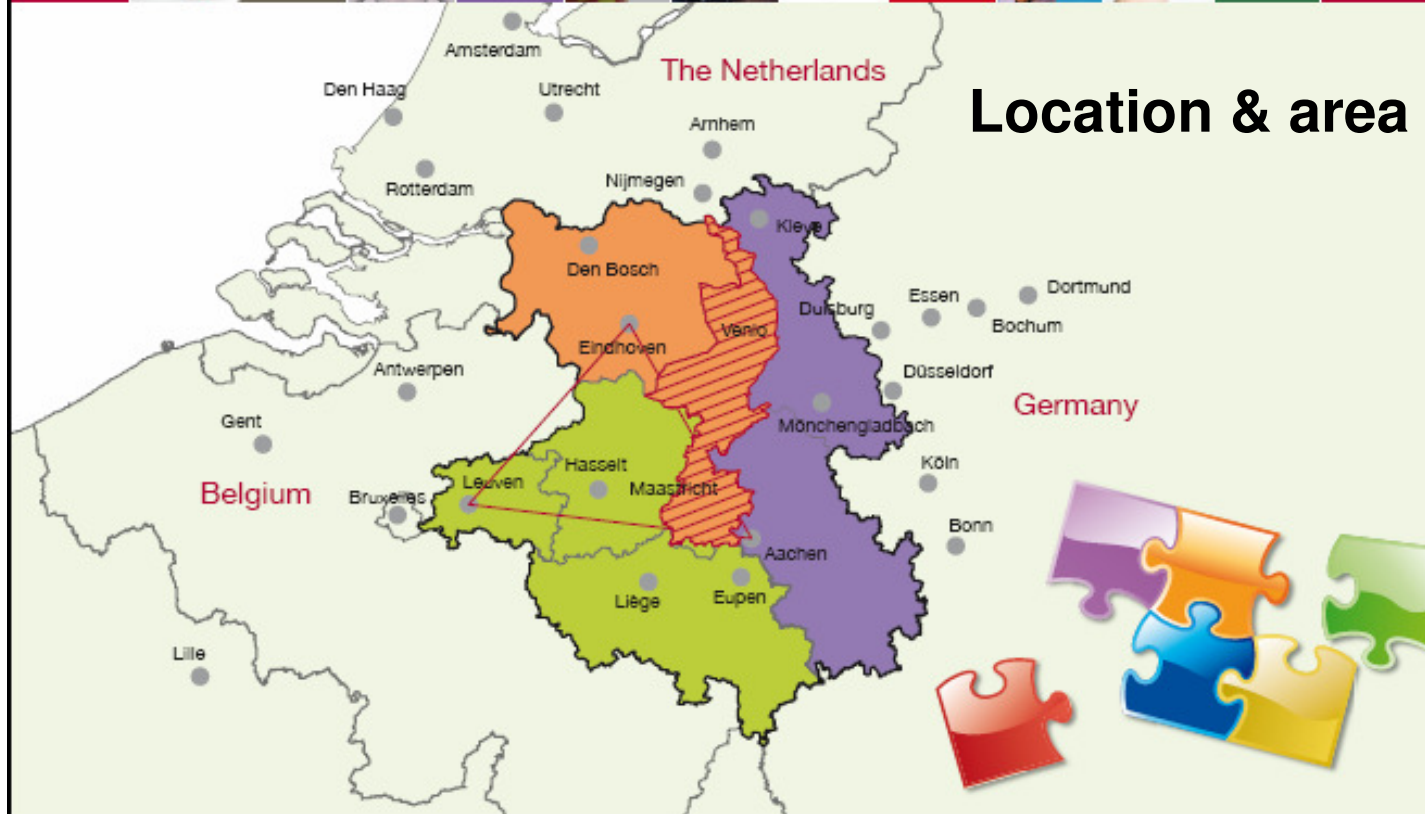 Amsterdam
The Netherlands
Den Haag
Utrecht
Location & area
Arnhem
Rotterdam
Nijmegen
Kleve
Den Bosch
Dortmund
Essen
Duisburg
Bochum
Venlo
Eindhoven
Antwerpen
Düsseldorf
Germany
Gent
Mönchengladbach
Köln
Hasselt
Leuven
Maastricht
Belgium
Bruxelles
Bonn
Aachen
Liège
Eupen
Lille